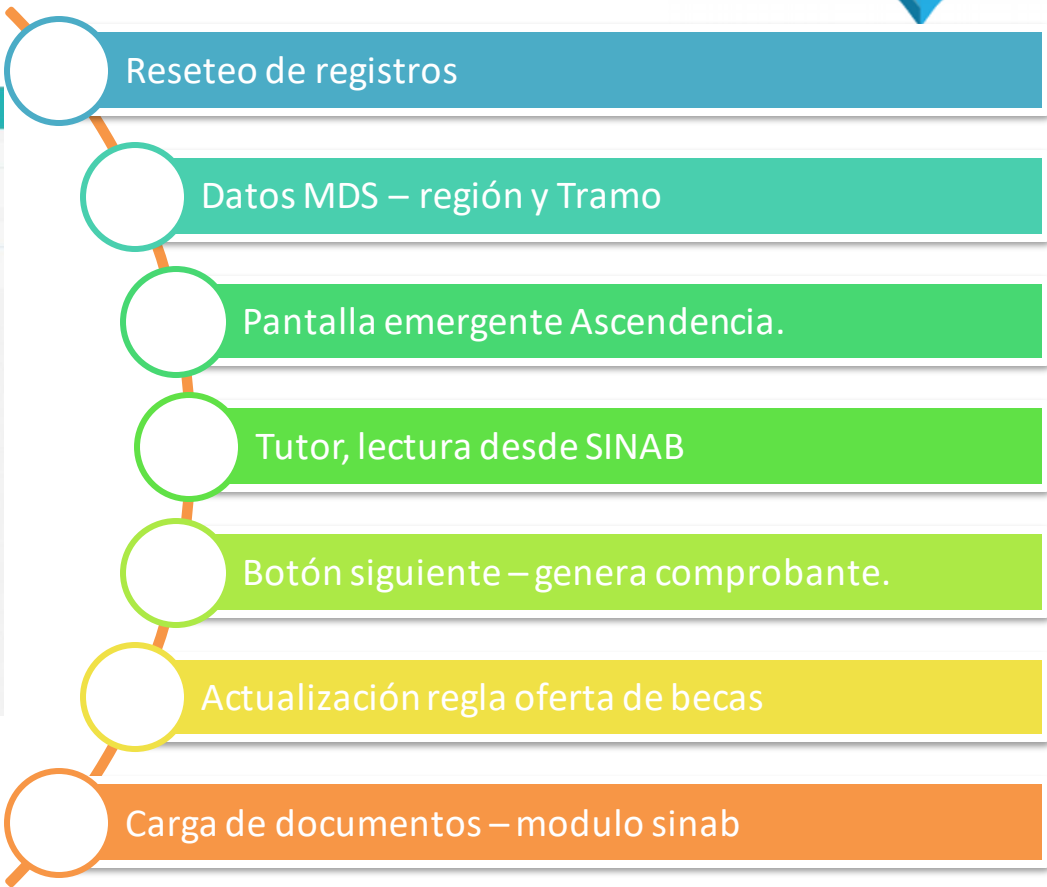 Reseteo de registros
Datos MDS – región y Tramo
Pantalla emergente Ascendencia.
Tutor, lectura desde SINAB
Botón siguiente – genera comprobante.
Actualización regla oferta de becas
Carga de documentos – modulo sinab